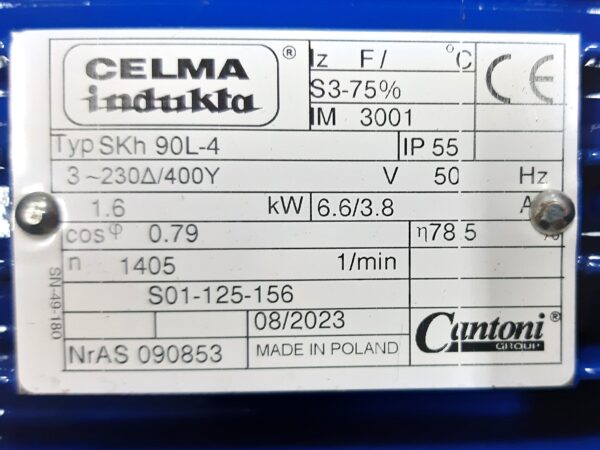 CELMA ®
indukta
Iz F/ °C
S3-75%
IM 3001
CE
Typ SKh 90L-4 IP 55
3~230Δ/400Y V 50 Hz
1.6 kW 6.6/3.8 A
cosφ 0.79 η78 5 %
n 1405 1/min
S01-125-156
08/2023
NrAS 090853 MADE IN POLAND
Cantoni ®
GROUP
SN-49-180